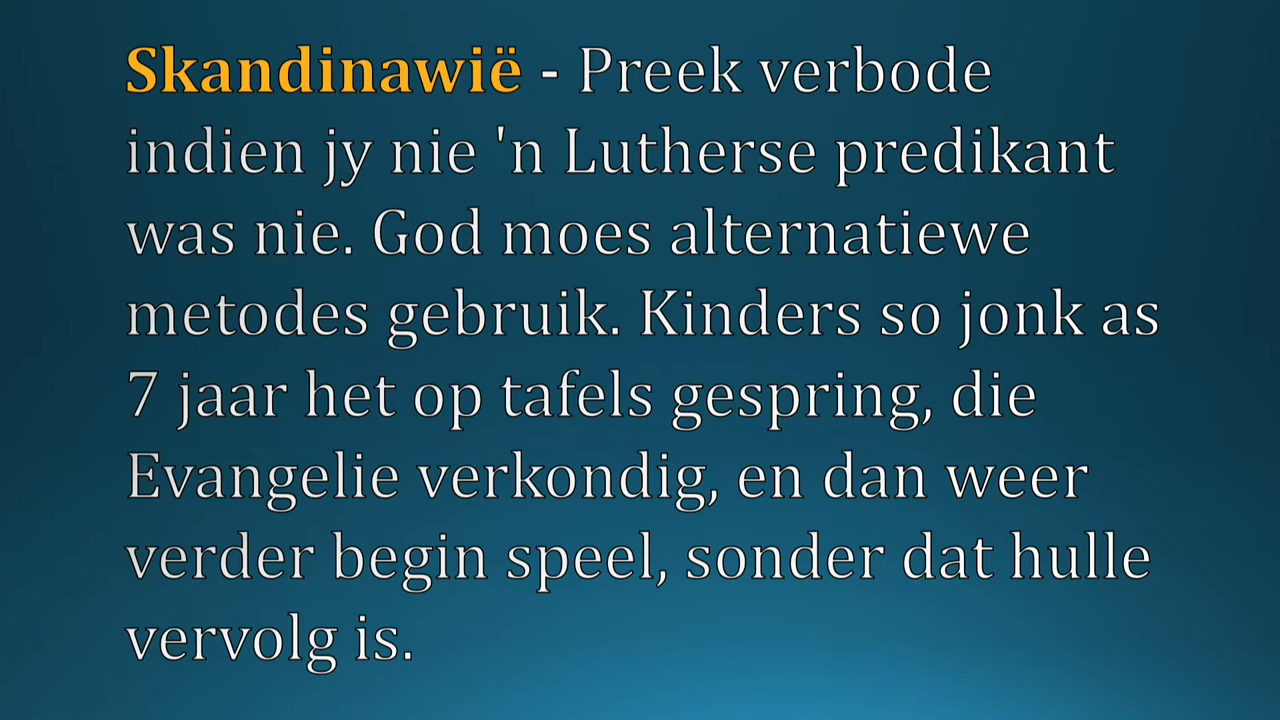 Skandinawië - Preek verbode
indien jy nie 'n Lutherse predikant
was nie. God moes alternatiewe
metodes gebruik. Kinders so jonk as
7 jaar het op tafels gespring, die
Evangelie verkondig, en dan weer
verder begin speel, sonder dat hulle
vervolg is.